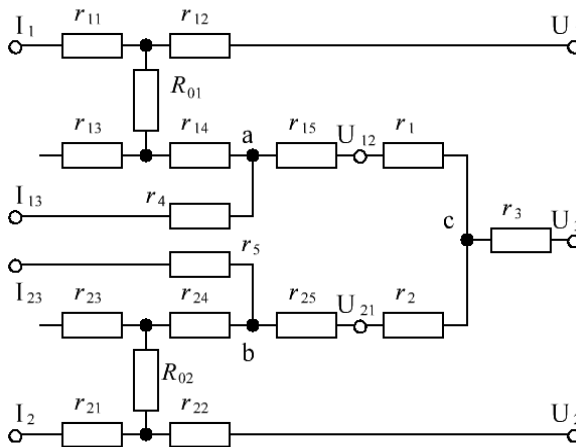 I1 r11 r12 U
R01
r13 r14 a r15 U12 r1
I13 r4 c r3 U
r5
I23 r23 r24 r25 U21 r2
b
R02
I2 r21 r22 U